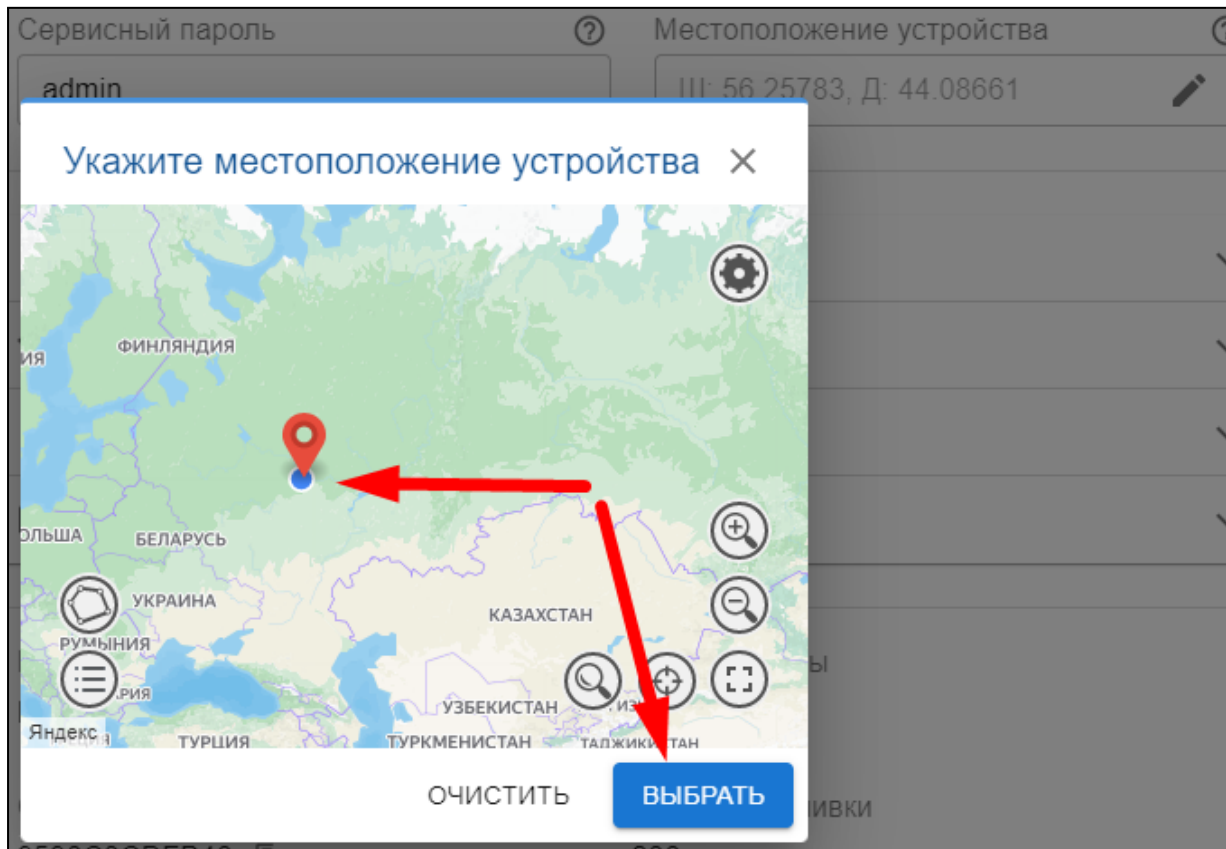 Сервисный пароль
Местоположение устройства
admin
Ш: 56.25783, Д: 44.08661
Укажите местоположение устройства
ФИНЛЯНДИЯ
БЕЛАРУСЬ
УКРАИНА
КАЗАХСТАН
РУМЫНИЯ
УЗБЕКИСТАН
Яндекс
ТУРЦИЯ
ТУРКМЕНИСТАН
ТАДЖИКИСТАН
ОЧИСТИТЬ
ВЫБРАТЬ